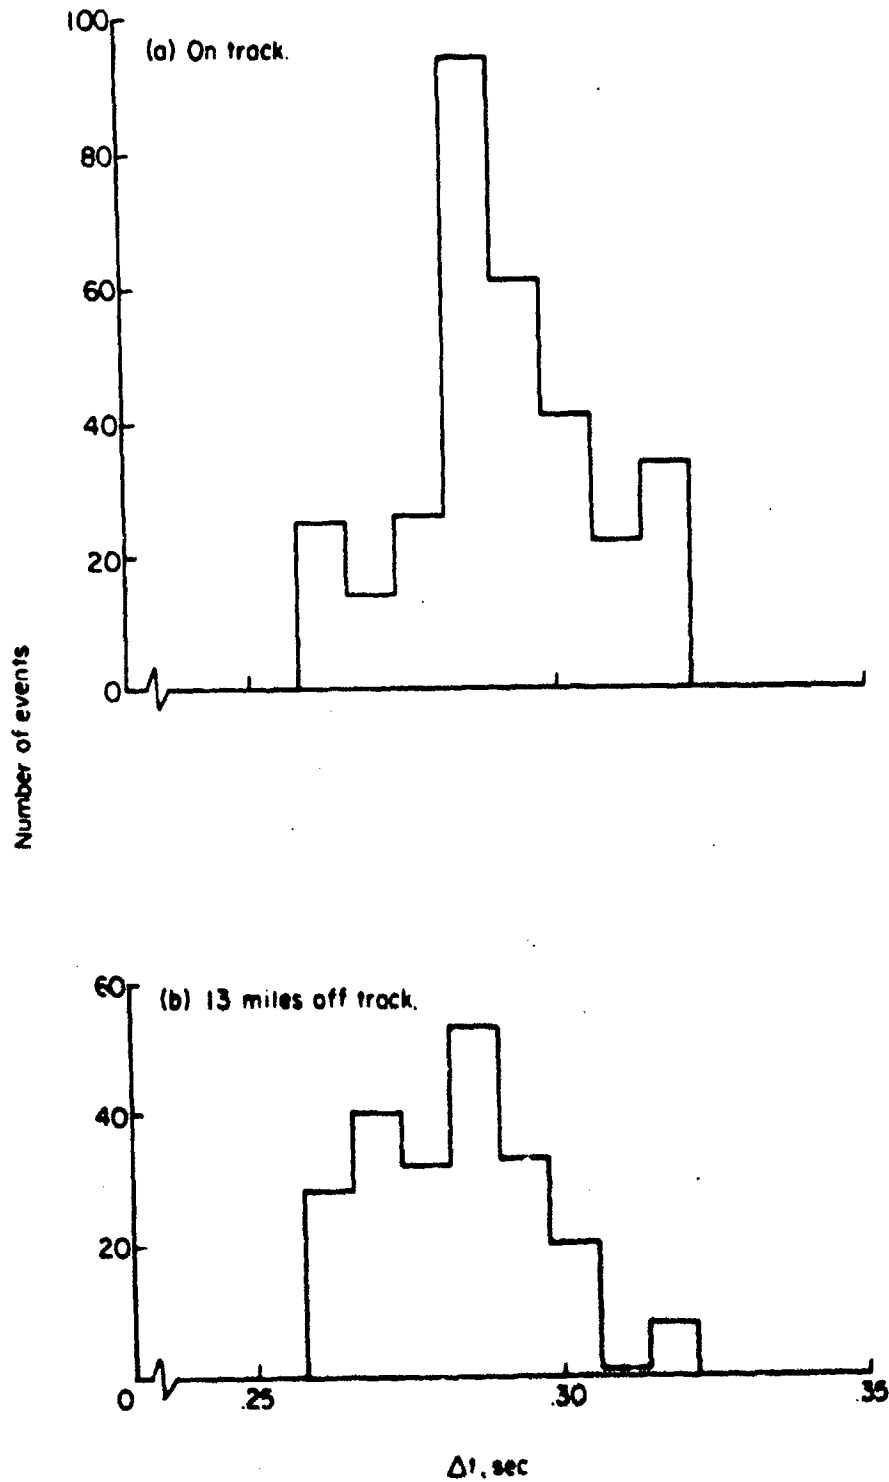 100
(a) On track.
80
60
40
20
0
Number of events
60
(b) 13 miles off track.
40
20
0 .25 .30 .35
Δt, sec